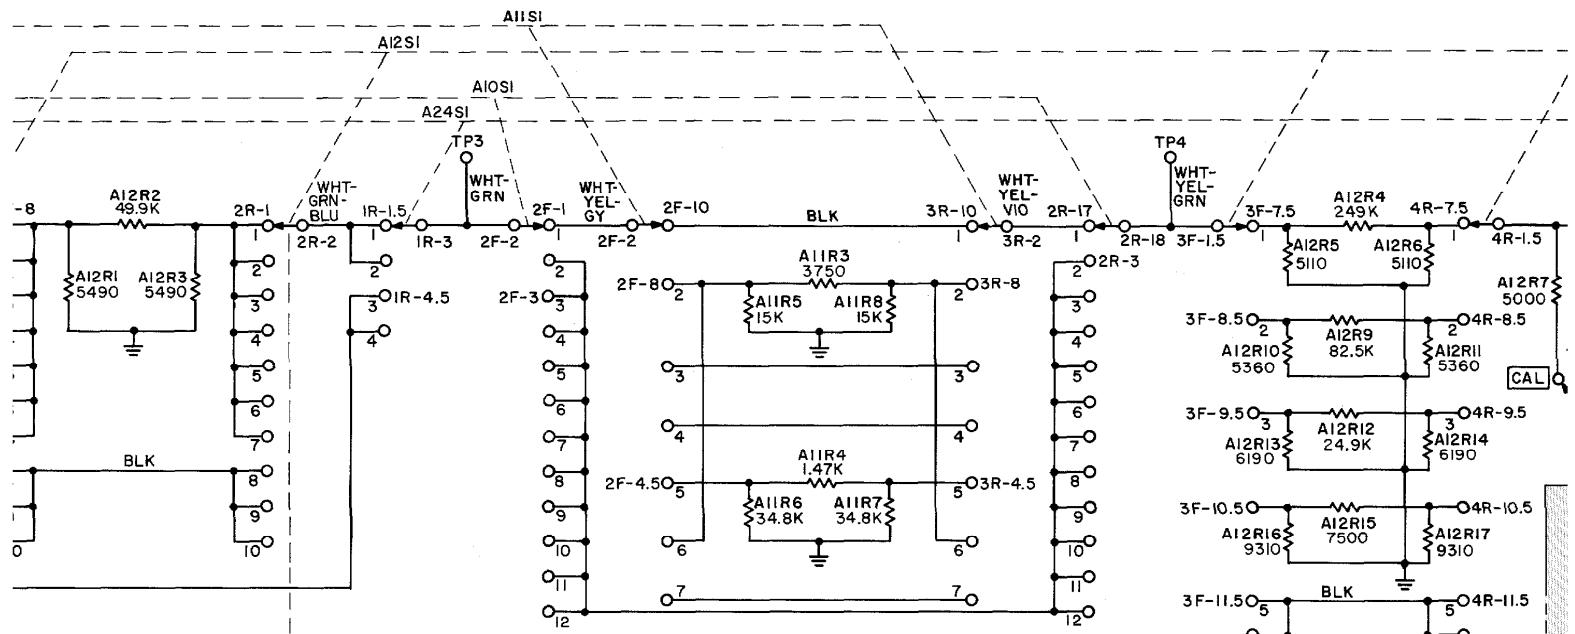 A11S1
A12S1
A10S1
A24S1
TP3
TP4
-8
A12R2
49.9K
2R-1
1
WHT-
GRN-
BLU
2R-2
1R-1.5
1
1R-3
WHT-
GRN
2F-2
2F-1
1
WHT-
YEL-
GY
2F-2
2F-10
1
BLK
3R-10
1
WHT-
YEL-
VIO
3R-2
2R-17
1
2R-18
WHT-
YEL-
GRN
3F-1.5
3F-7.5
1
A12R4
249K
4R-7.5
1
4R-1.5
A12R1
5490
A12R3
5490
2
3
4
5
6
7
BLK
8
9
10
0
2
1R-4.5
3
4
2
2F-3
3
4
5
6
7
8
9
10
11
12
2F-8
2
A11R3
3750
3R-8
2
A11R5
15K
A11R8
15K
3
3
4
4
2F-4.5
5
A11R4
1.47K
3R-4.5
5
A11R6
34.8K
A11R7
34.8K
6
6
7
7
2R-3
2
3
4
5
6
7
8
9
10
11
12
A12R5
5110
A12R6
5110
A12R7
5000
3F-8.5
2
A12R9
82.5K
4R-8.5
2
A12R10
5360
A12R11
5360
CAL
3F-9.5
3
A12R12
24.9K
4R-9.5
3
A12R13
6190
A12R14
6190
3F-10.5
A12R15
7500
4R-10.5
A12R16
9310
A12R17
9310
3F-11.5
5
BLK
4R-11.5
5